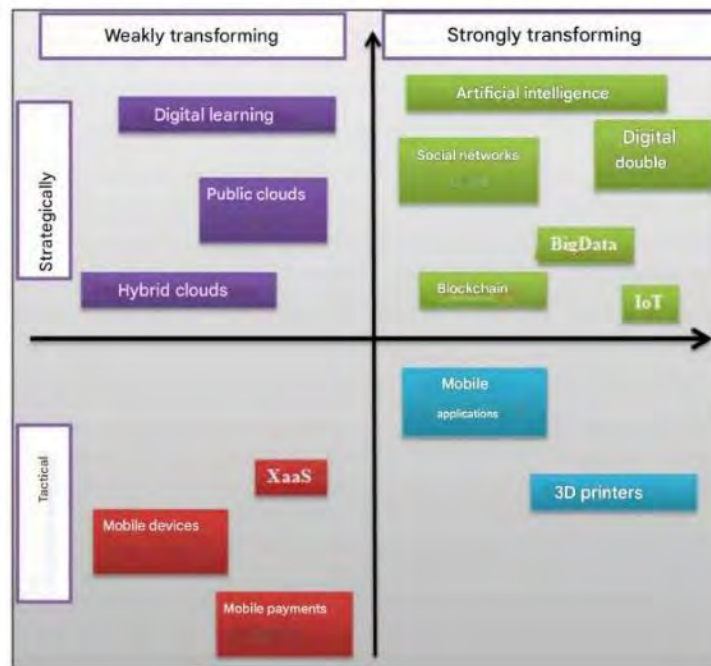 Weakly transforming
Strongly transforming
Strategically
Digital learning
Public clouds
Hybrid clouds
Artificial intelligence
Social networks
Digital
double
BigData
Blockchain
IoT
Tactical
XaaS
Mobile devices
Mobile payments
Mobile
applications
3D printers